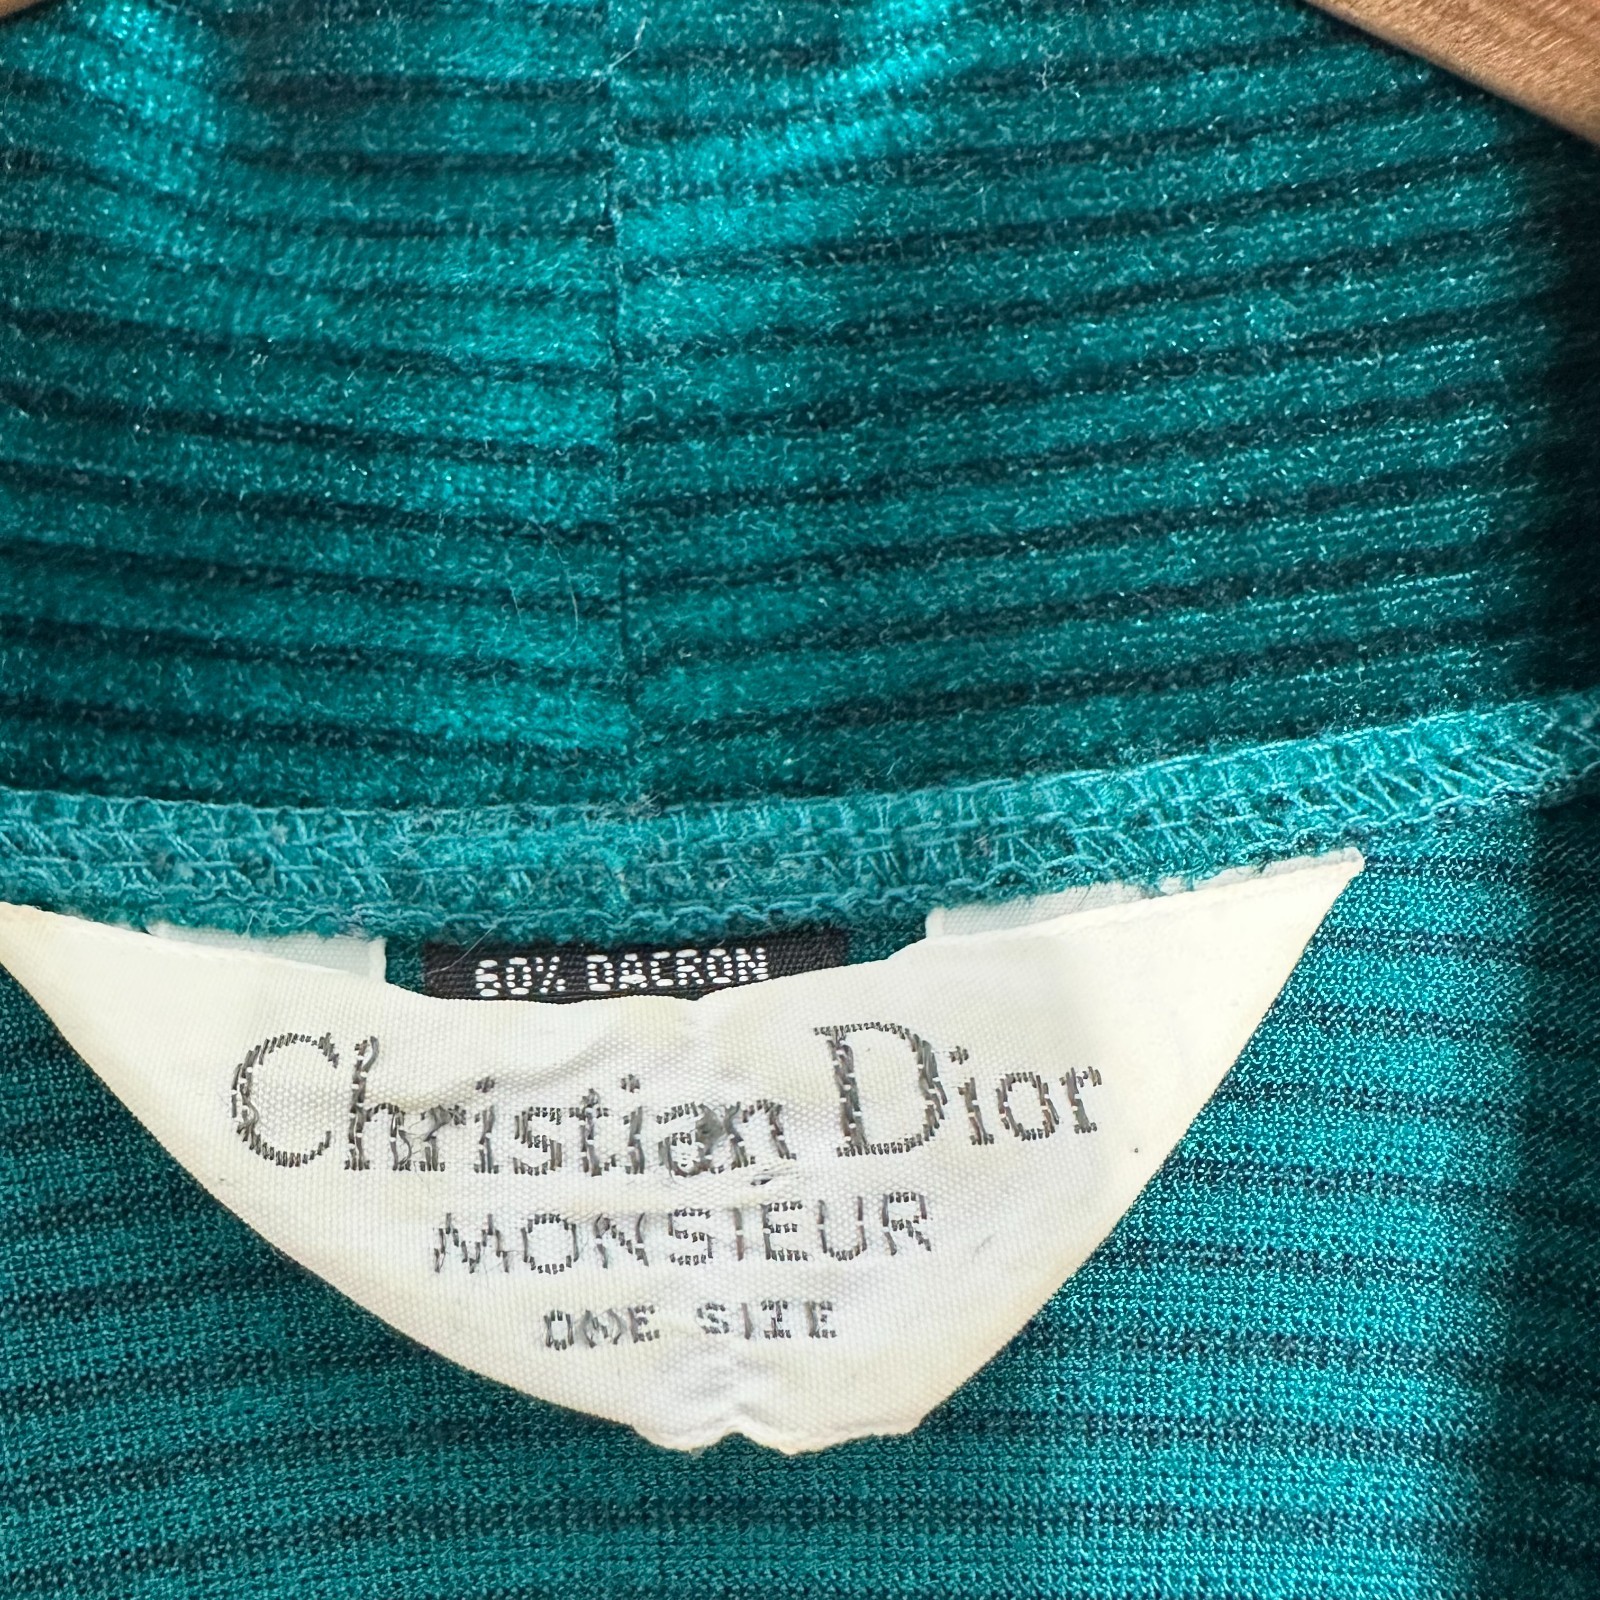 60% DACRON
Christian Dior
MONSIEUR
ONE SIZE